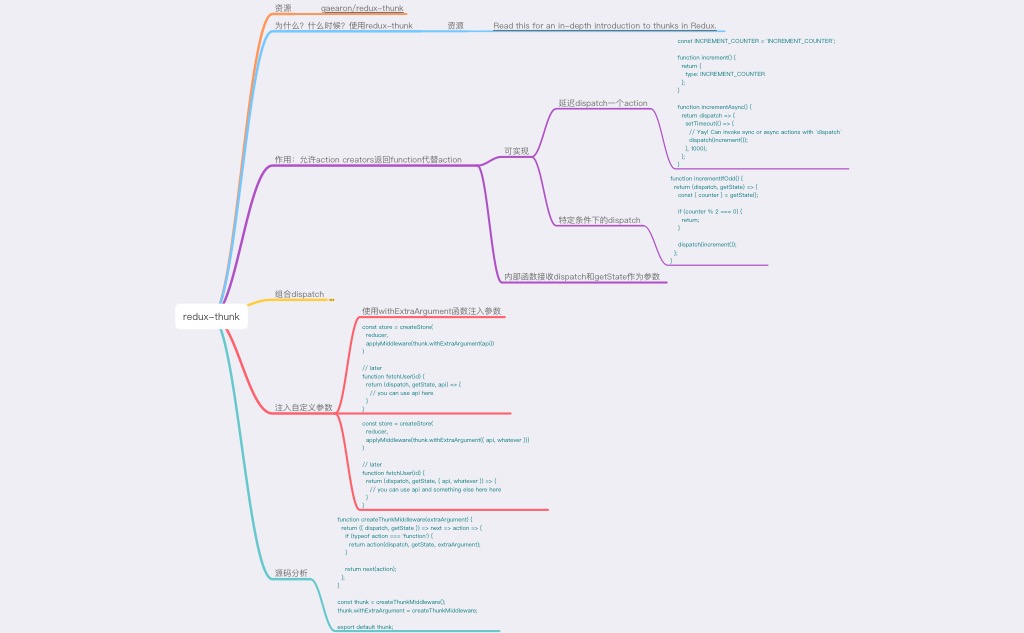 资源
gaearon/redux-thunk
为什么？什么时候？使用redux-thunk
资源
Read this for an in-depth introduction to thunks in Redux.
const INCREMENT_COUNTER = 'INCREMENT_COUNTER';
function increment() {
return {
type: INCREMENT_COUNTER
};
}
function incrementAsync() {
return dispatch => {
setTimeout(() => {
// Yay! Can invoke sync or async actions with `dispatch`
dispatch(increment());
}, 1000);
};
}
延迟dispatch一个action
可实现
作用：允许action creators返回function代替action
function incrementIfOdd() {
return (dispatch, getState) => {
const { counter } = getState();
if (counter % 2 === 0) {
return;
}
dispatch(increment());
};
}
特定条件下的dispatch
内部函数接收dispatch和getState作为参数
组合dispatch
redux-thunk
使用withExtraArgument函数注入参数
const store = createStore(
reducer,
applyMiddleware(thunk.withExtraArgument(api))
)
// later
function fetchUser(id) {
return (dispatch, getState, api) => {
// you can use api here
}
}
注入自定义参数
const store = createStore(
reducer,
applyMiddleware(thunk.withExtraArgument({ api, whatever }))
)
// later
function fetchUser(id) {
return (dispatch, getState, { api, whatever }) => {
// you can use api and something else here here
}
}
function createThunkMiddleware(extraArgument) {
return ({ dispatch, getState }) => next => action => {
if (typeof action === 'function') {
return action(dispatch, getState, extraArgument);
}
return next(action);
};
}
const thunk = createThunkMiddleware();
thunk.withExtraArgument = createThunkMiddleware;
export default thunk;
源码分析